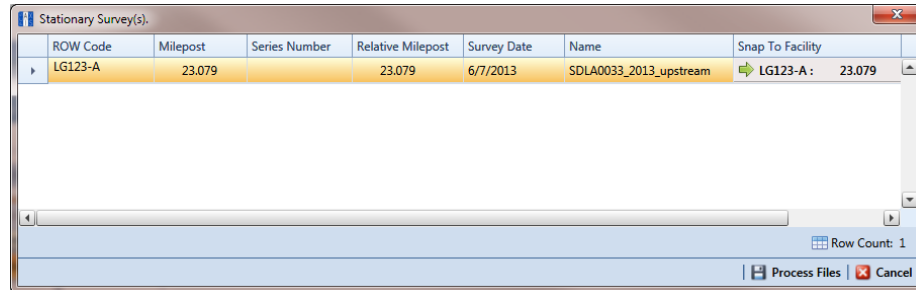 Stationary Survey(s).
ROW Code Milepost Series Number Relative Milepost Survey Date Name Snap To Facility
LG123-A 23.079 23.079 6/7/2013 SDLA0033_2013_upstream LG123-A : 23.079
Row Count: 1
Process Files Cancel